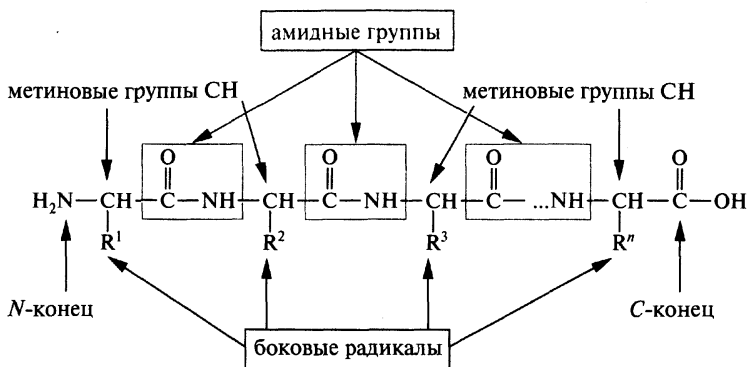 амидные группы
метиновые группы CH метиновые группы CH
O O O O
H₂N—CH—C—NH—CH—C—NH—CH—C—...NH—CH—C—OH
R¹ R² R³ Rⁿ
N-конец C-конец
боковые радикалы